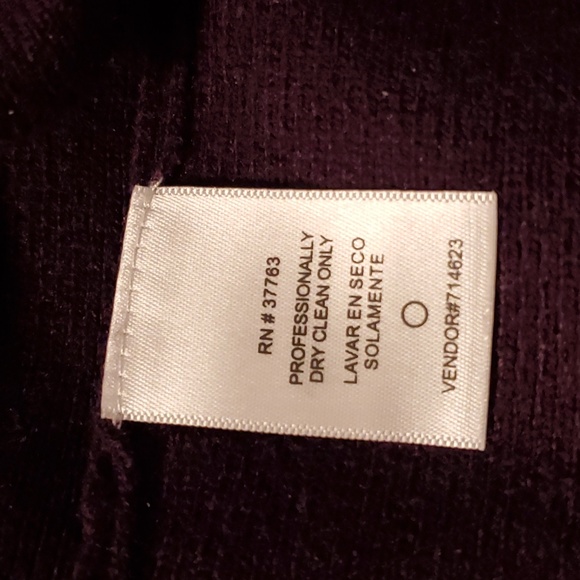 RN # 37763
PROFESSIONALLY
DRY CLEAN ONLY
LAVAR EN SECO
SOLAMENTE
VENDOR#714623